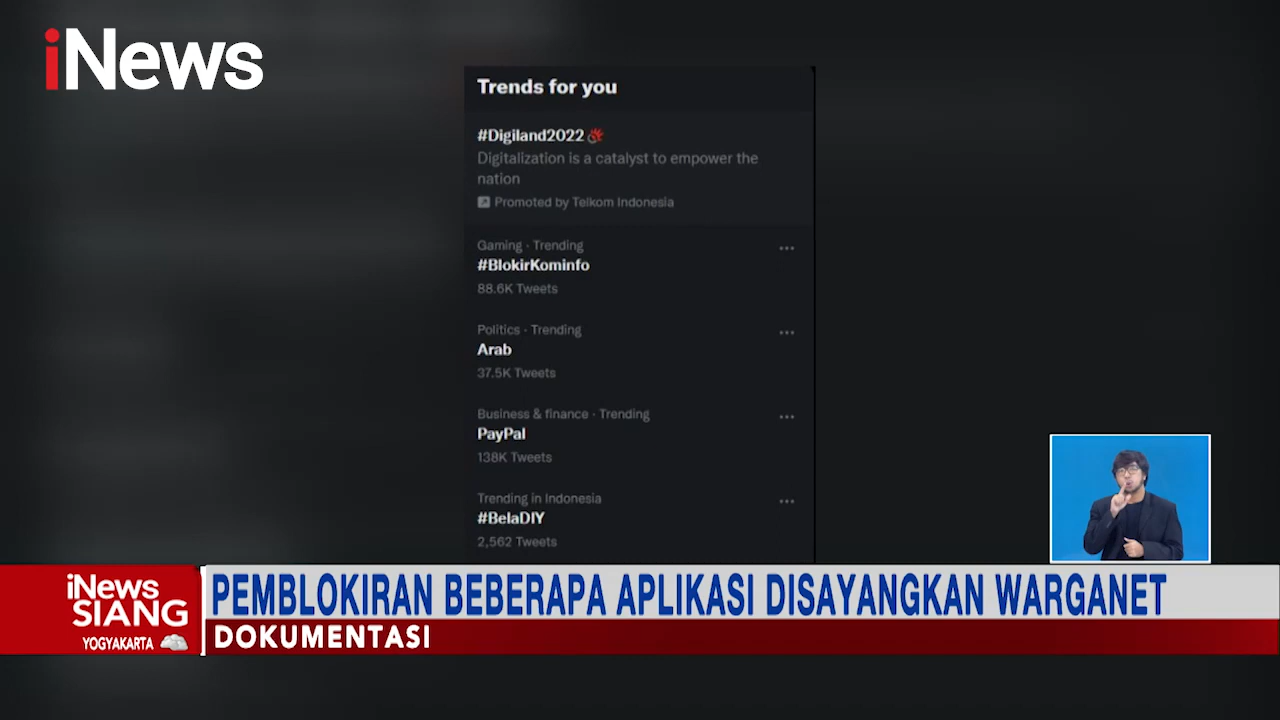 iNews
Trends for you
#Digiland2022
Digitalization is a catalyst to empower the
nation
Promoted by Telkom Indonesia
Gaming · Trending
#BlokirKominfo
88.6K Tweets
Politics · Trending
Arab
37.5K Tweets
Business & finance · Trending
PayPal
138K Tweets
Trending in Indonesia
#BelaDIY
2,562 Tweets
iNews
SIANG
YOGYAKARTA
PEMBLOKIRAN BEBERAPA APLIKASI DISAYANGKAN WARGANET
DOKUMENTASI